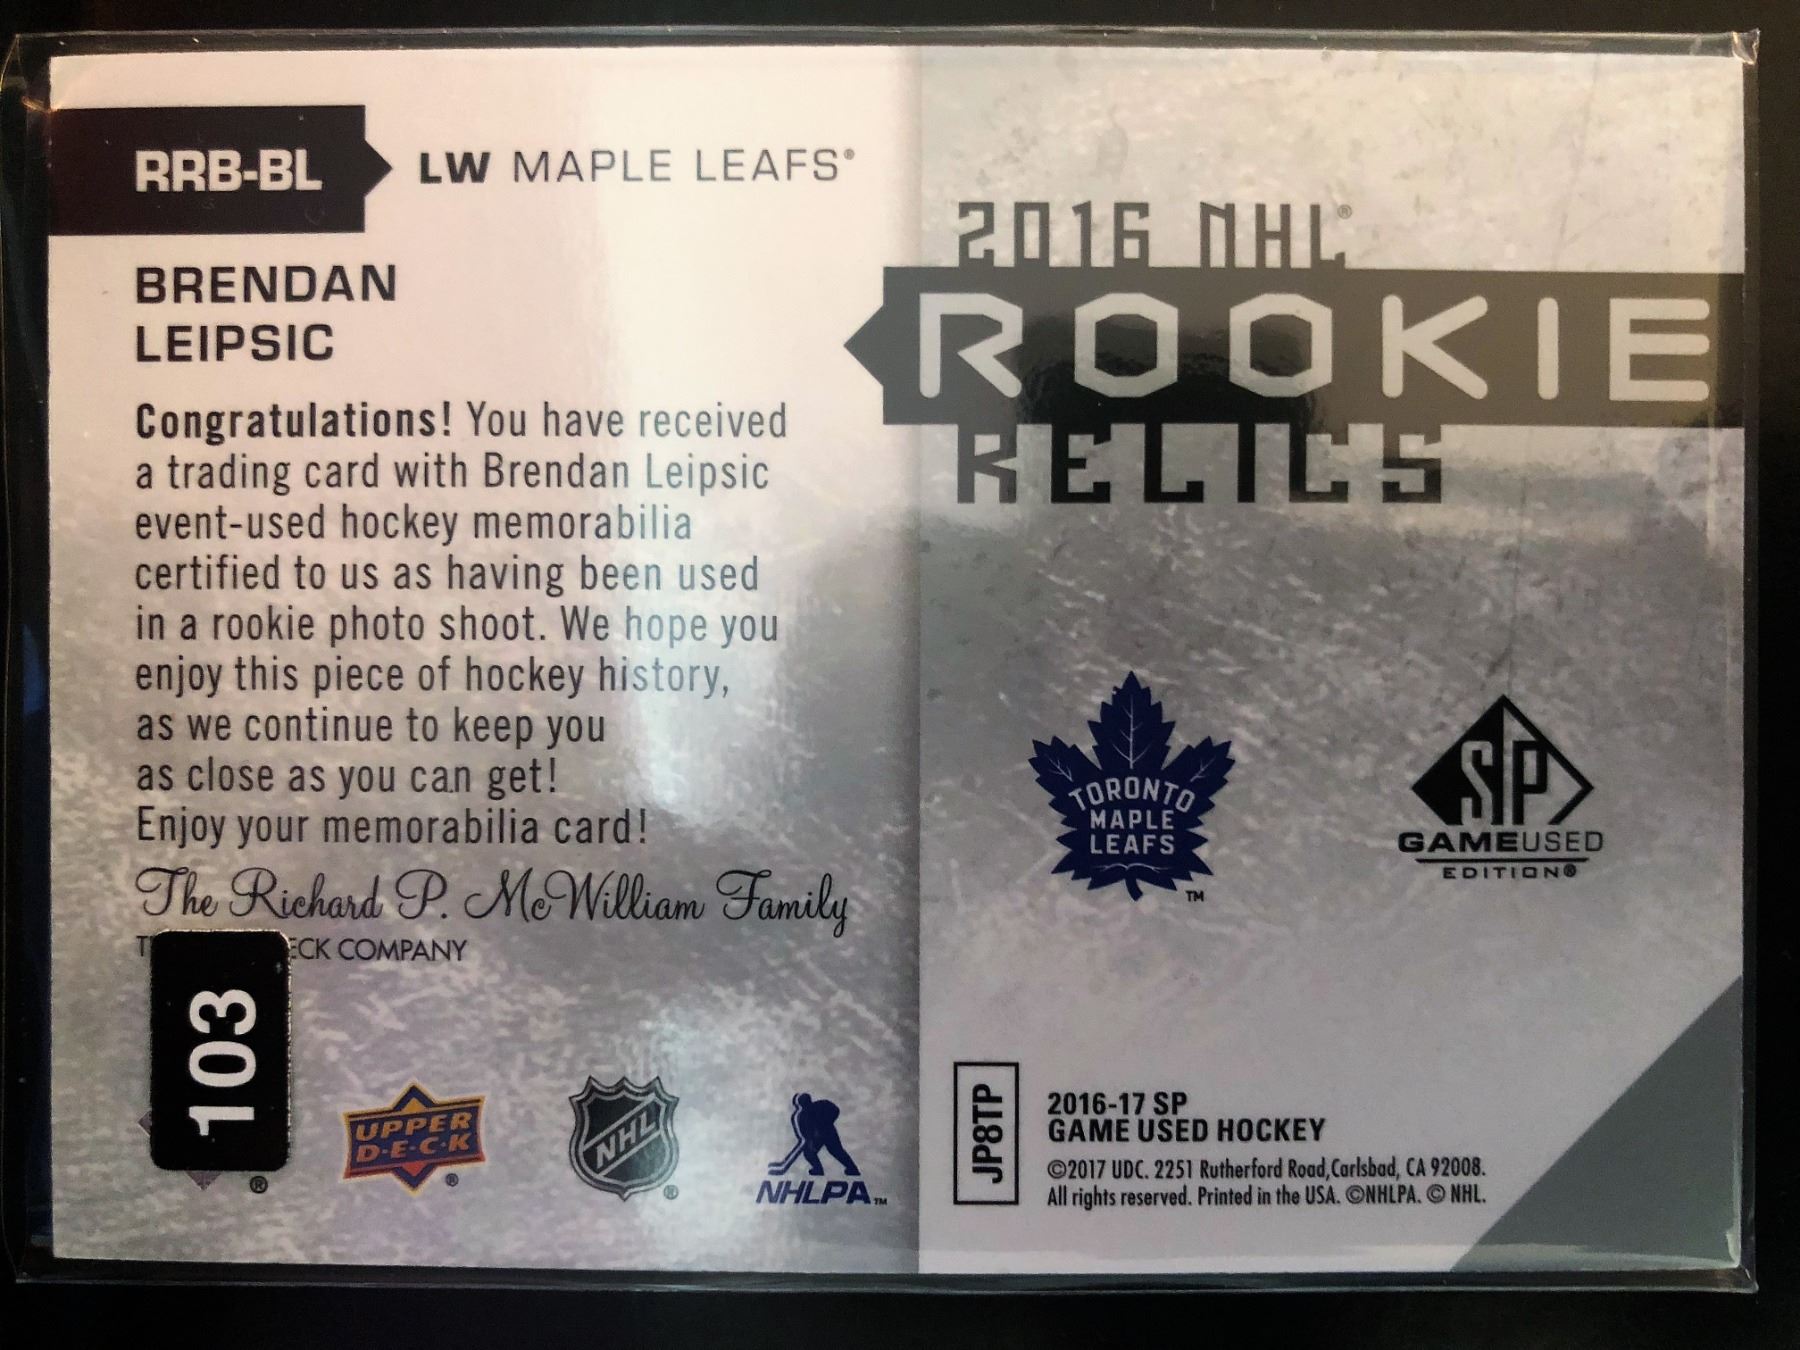 RRB-BL
LW MAPLE LEAFS®
BRENDAN
LEIPSIC
Congratulations! You have received
a trading card with Brendan Leipsic
event-used hockey memorabilia
certified to us as having been used
in a rookie photo shoot. We hope you
enjoy this piece of hockey history,
as we continue to keep you
as close as you can get!
Enjoy your memorabilia card!
The Richard P. McWilliam Family
COMPANY
103
®
UPPER
D·E·C·K
®
NHL
®
NHLPA™
2016 NHL®
ROOKIE
RELICS
TORONTO
MAPLE
LEAFS
™
SP
GAMEUSED
EDITION®
JP8TP
2016-17 SP
GAME USED HOCKEY
©2017 UDC. 2251 Rutherford Road, Carlsbad, CA 92008.
All rights reserved. Printed in the USA. ©NHLPA. © NHL.